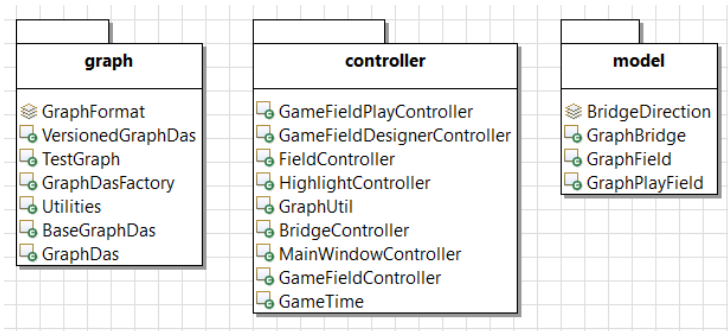 graph
GraphFormat
VersionedGraphDas
TestGraph
GraphDasFactory
Utilities
BaseGraphDas
GraphDas
controller
GameFieldPlayController
GameFieldDesignerController
FieldController
HighlightController
GraphUtil
BridgeController
MainWindowController
GameFieldController
GameTime
model
BridgeDirection
GraphBridge
GraphField
GraphPlayField